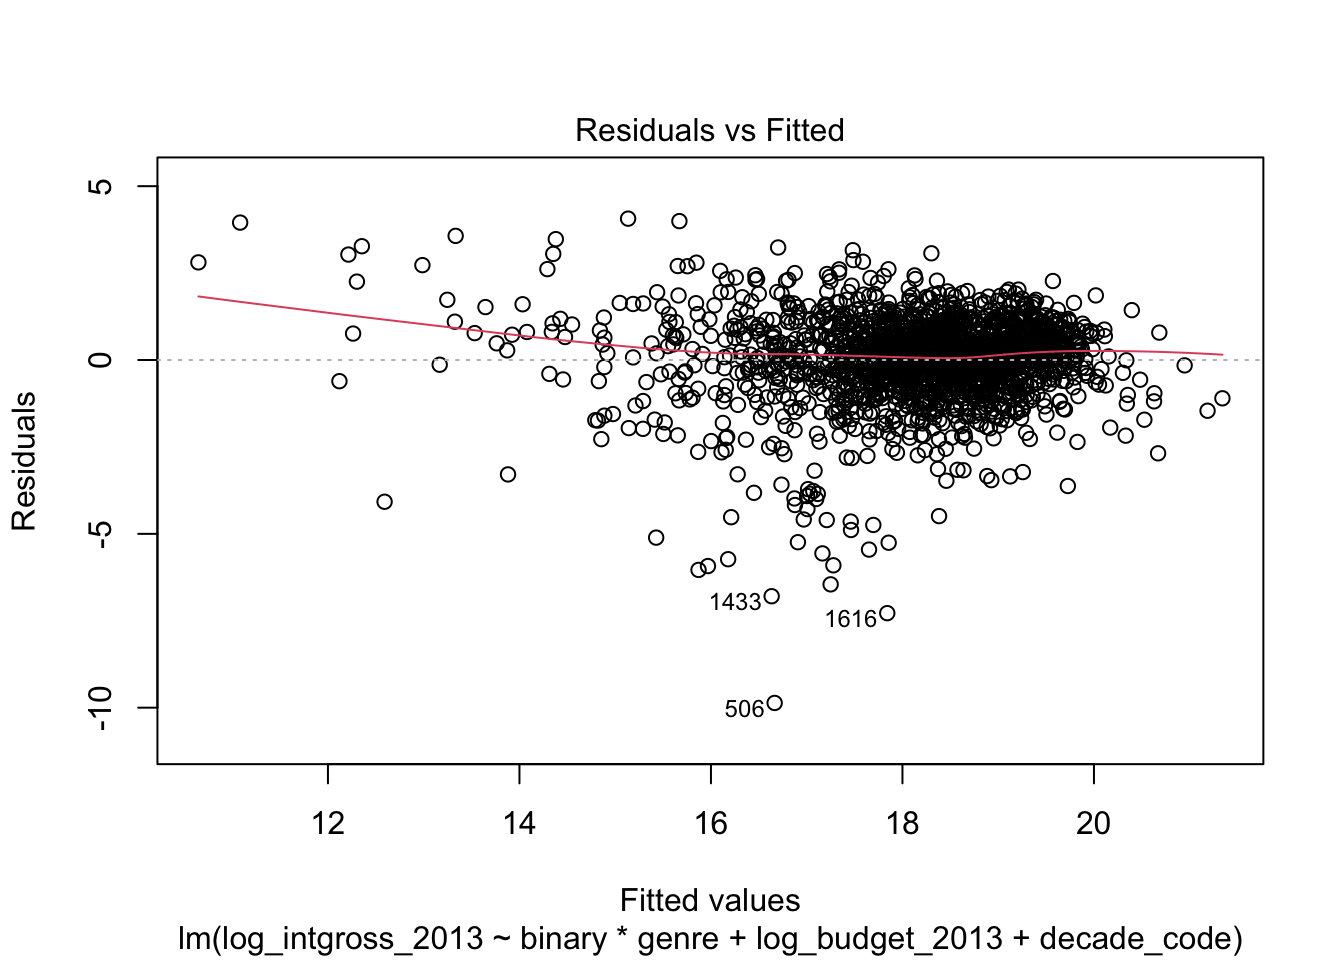 Residuals vs Fitted
5
0
-5
-10
Residuals
1433
1616
506
12 14 16 18 20
Fitted values
lm(log_intgross_2013 ~ binary * genre + log_budget_2013 + decade_code)